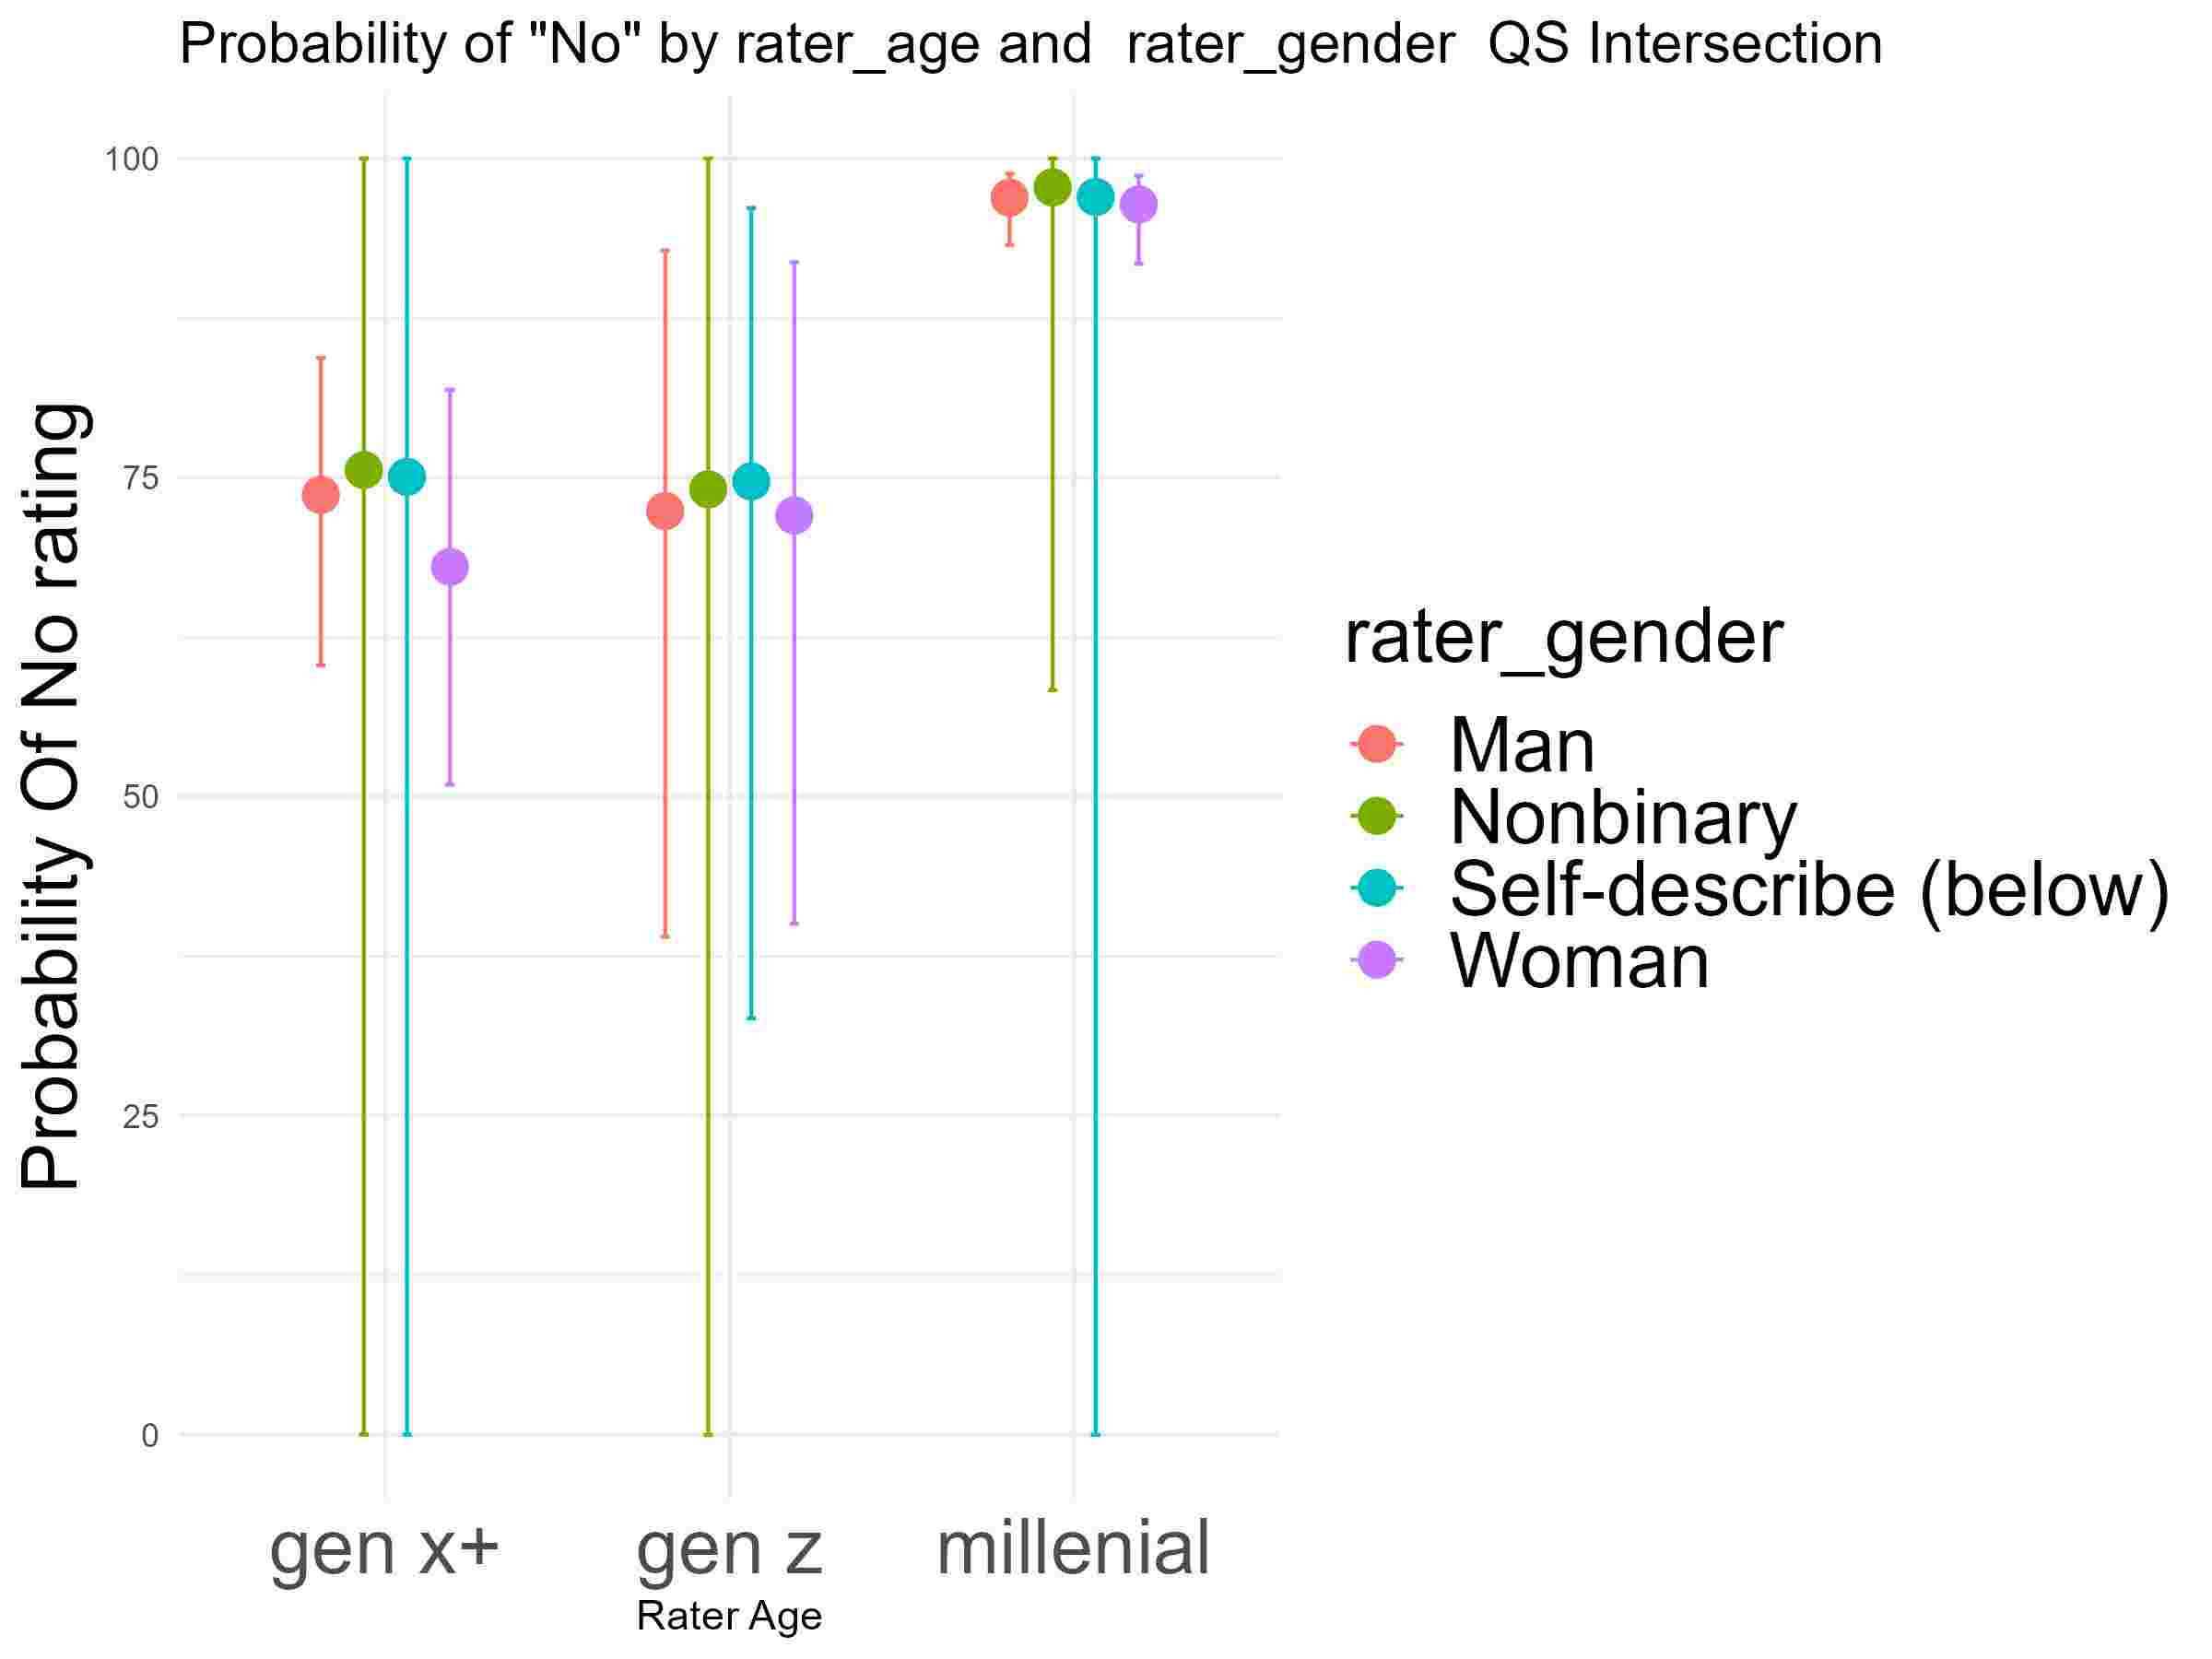 Probability of "No" by rater_age and  rater_gender  QS Intersection
Probability Of No rating
100
75
50
25
0
gen x+
gen z
millenial
Rater Age
rater_gender
Man
Nonbinary
Self-describe (below)
Woman